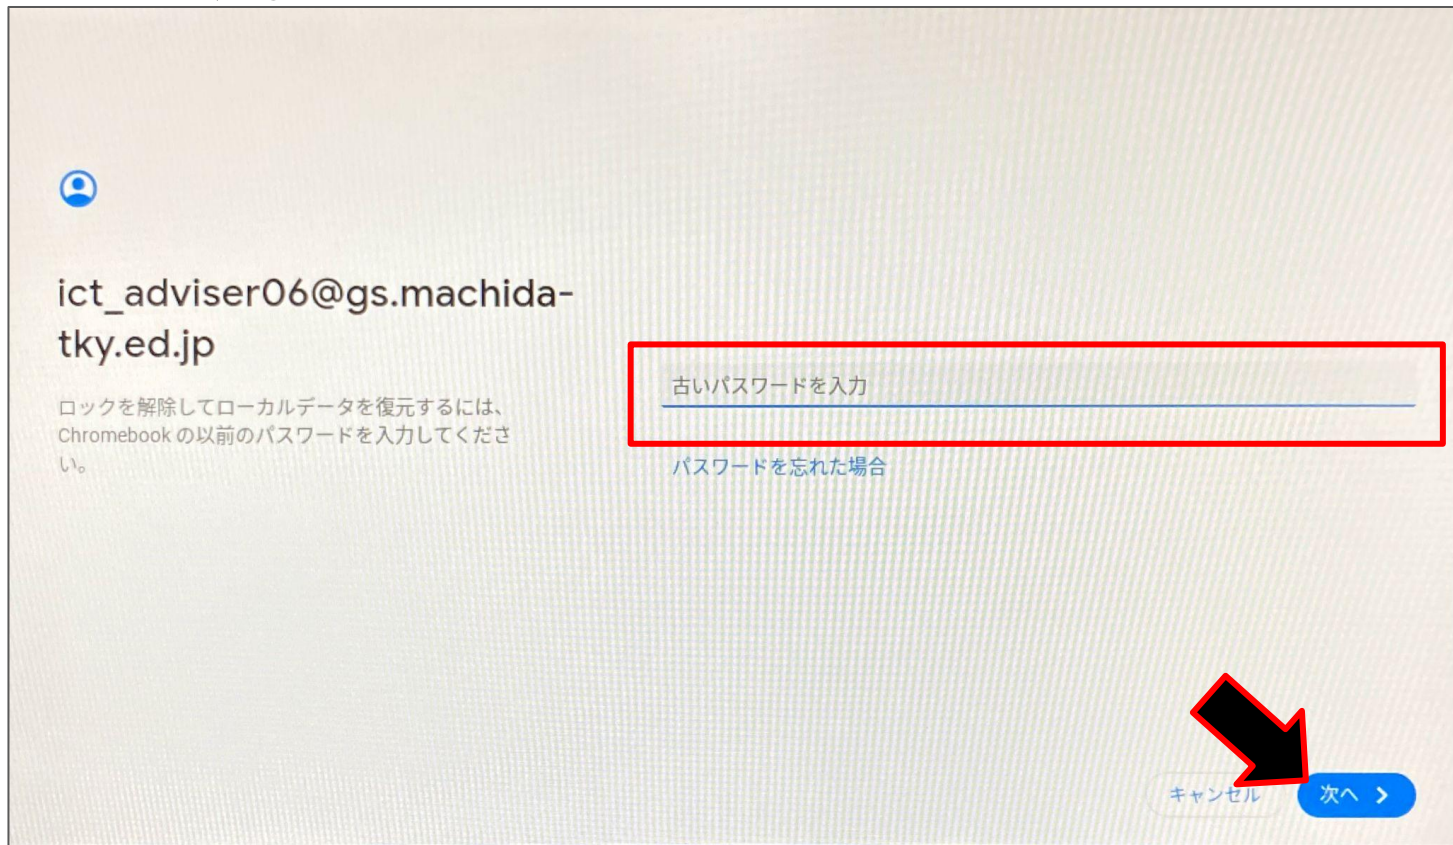 ict_adviser06@gs.machida-
tky.ed.jp
ロックを解除してローカルデータを復元するには、
Chromebook の以前のパスワードを入力してくださ
い。
古いパスワードを入力
パスワードを忘れた場合
キャンセル
次へ